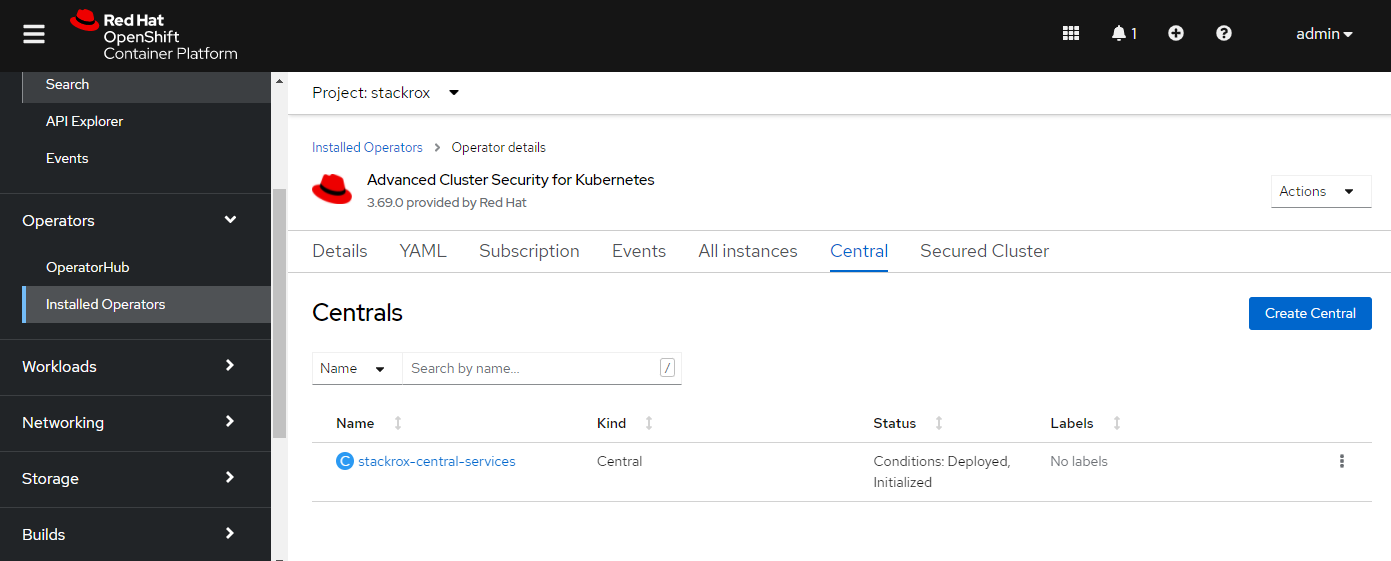 Red Hat
OpenShift
Container Platform
1
admin
Search
API Explorer
Events
Operators
OperatorHub
Installed Operators
Workloads
Networking
Storage
Builds
Project: stackrox
Installed Operators > Operator details
Advanced Cluster Security for Kubernetes
3.69.0 provided by Red Hat
Actions
Details YAML Subscription Events All instances Central Secured Cluster
Centrals
Create Central
Name Search by name... /
Name Kind Status Labels
C stackrox-central-services Central Conditions: Deployed, No labels
Initialized